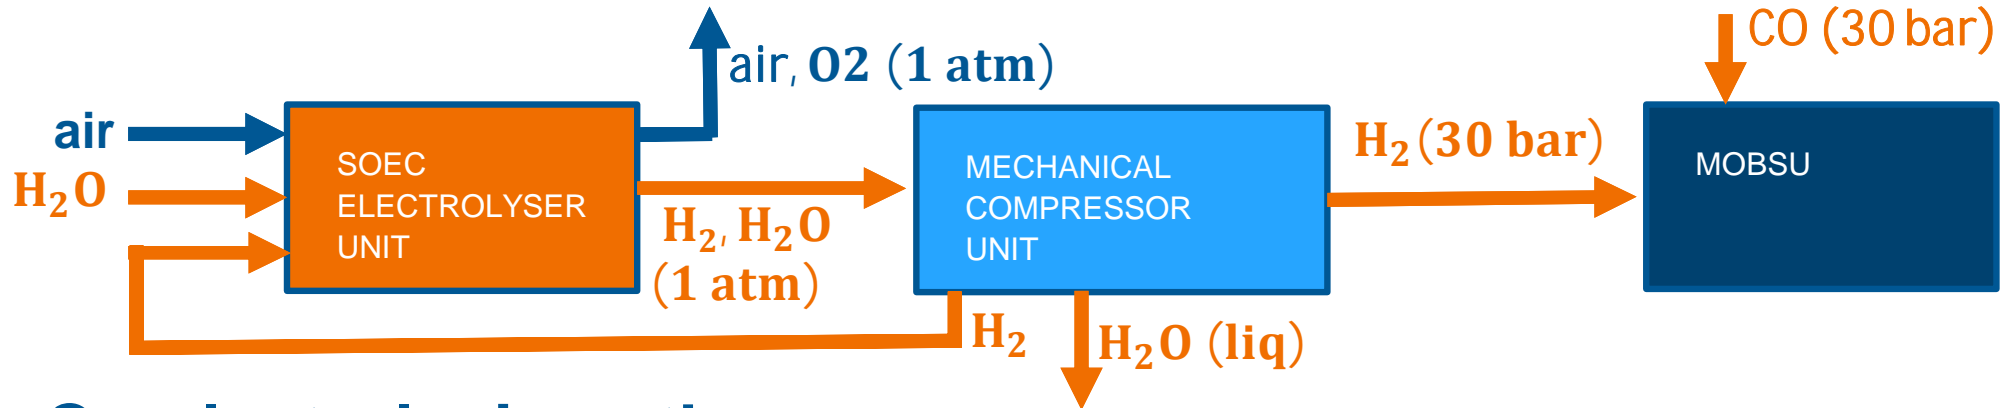 CO (30 bar)
air, O2 (1 atm)
air
H₂O
SOEC
ELECTROLYSER
UNIT
H₂, H₂O
(1 atm)
MECHANICAL
COMPRESSOR
UNIT
H₂(30 bar)
MOBSU
H₂
H₂O (liq)